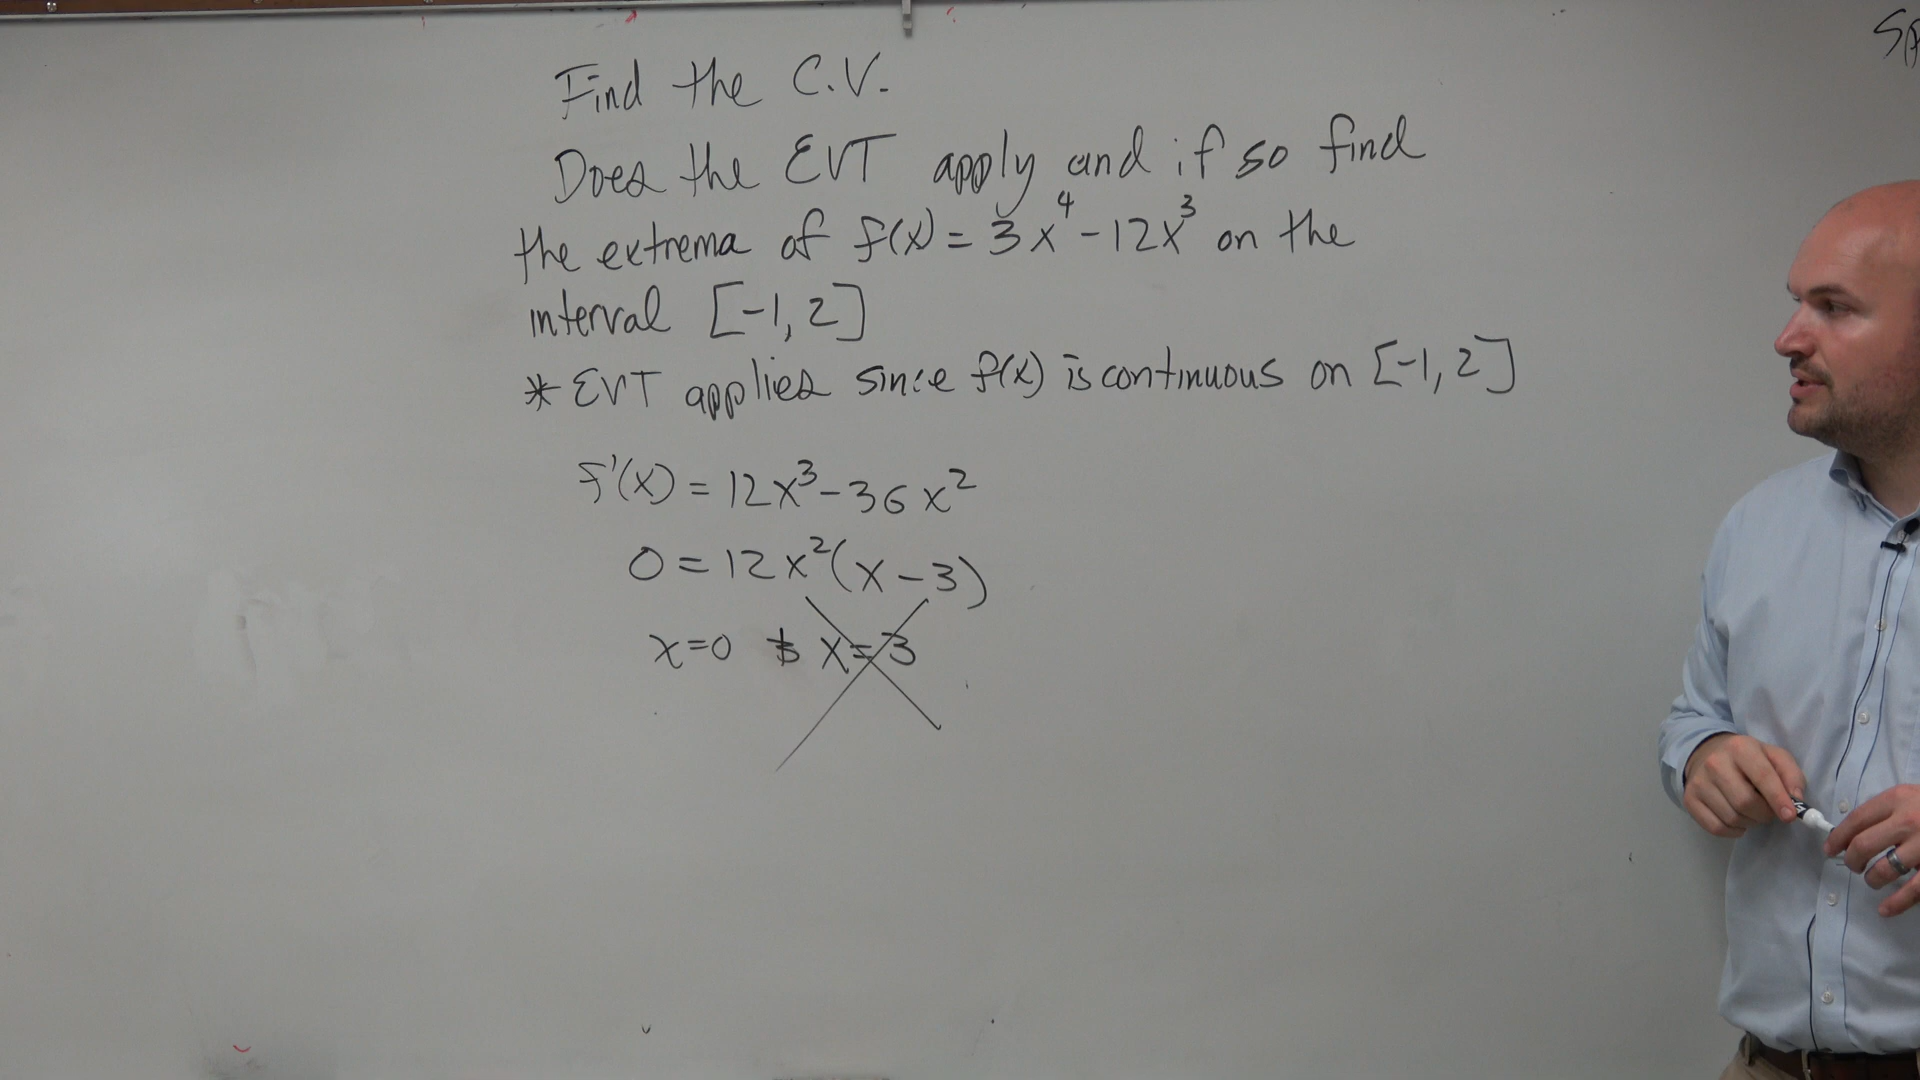 Find the C.V.
Does the EVT apply and if so find
the extrema of f(x) = 3x⁴ - 12x³ on the
interval [-1, 2]
* EVT applies since f(x) is continuous on [-1, 2]
f'(x) = 12x³ - 36x²
0 = 12x²(x - 3)
x=0 & x=3
Sp